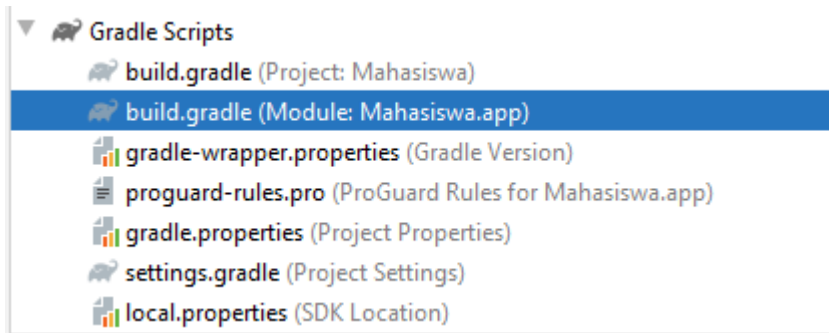 Gradle Scripts
build.gradle (Project: Mahasiswa)
build.gradle (Module: Mahasiswa.app)
gradle-wrapper.properties (Gradle Version)
proguard-rules.pro (ProGuard Rules for Mahasiswa.app)
gradle.properties (Project Properties)
settings.gradle (Project Settings)
local.properties (SDK Location)